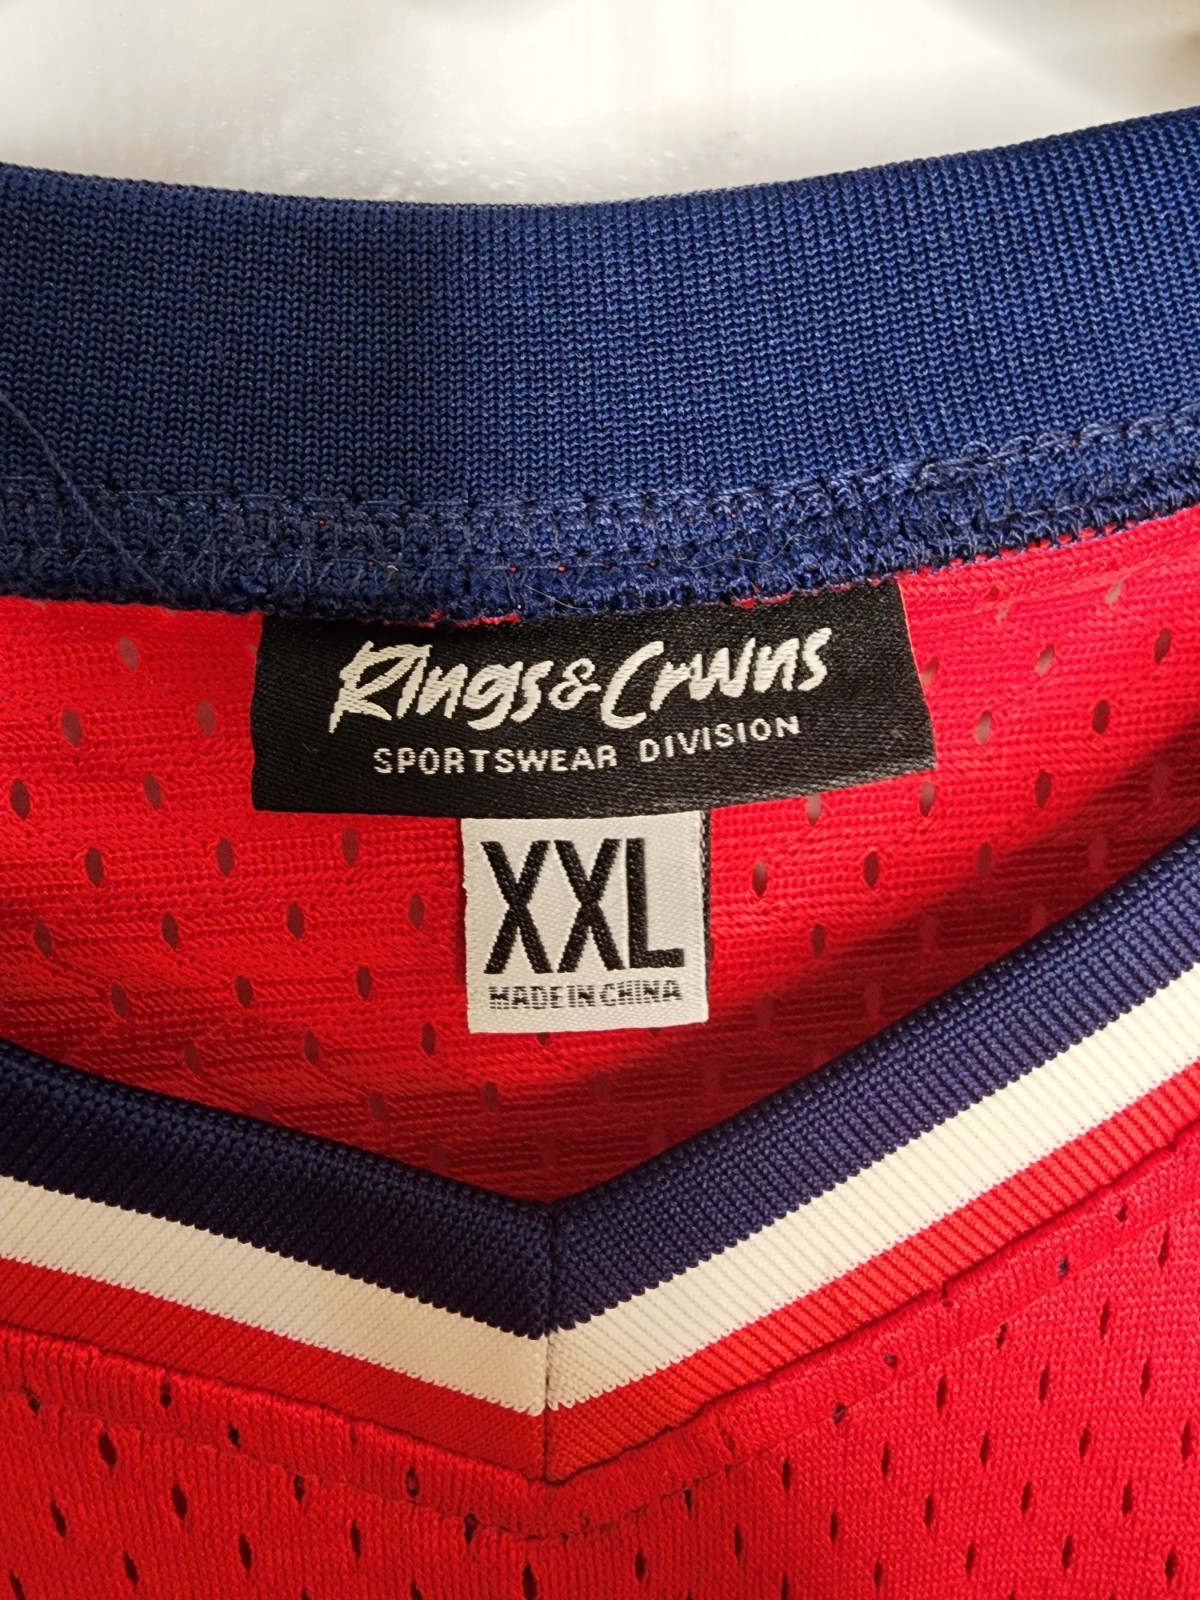 Rings & Crwns
SPORTSWEAR DIVISION
XXL
MADE IN CHINA